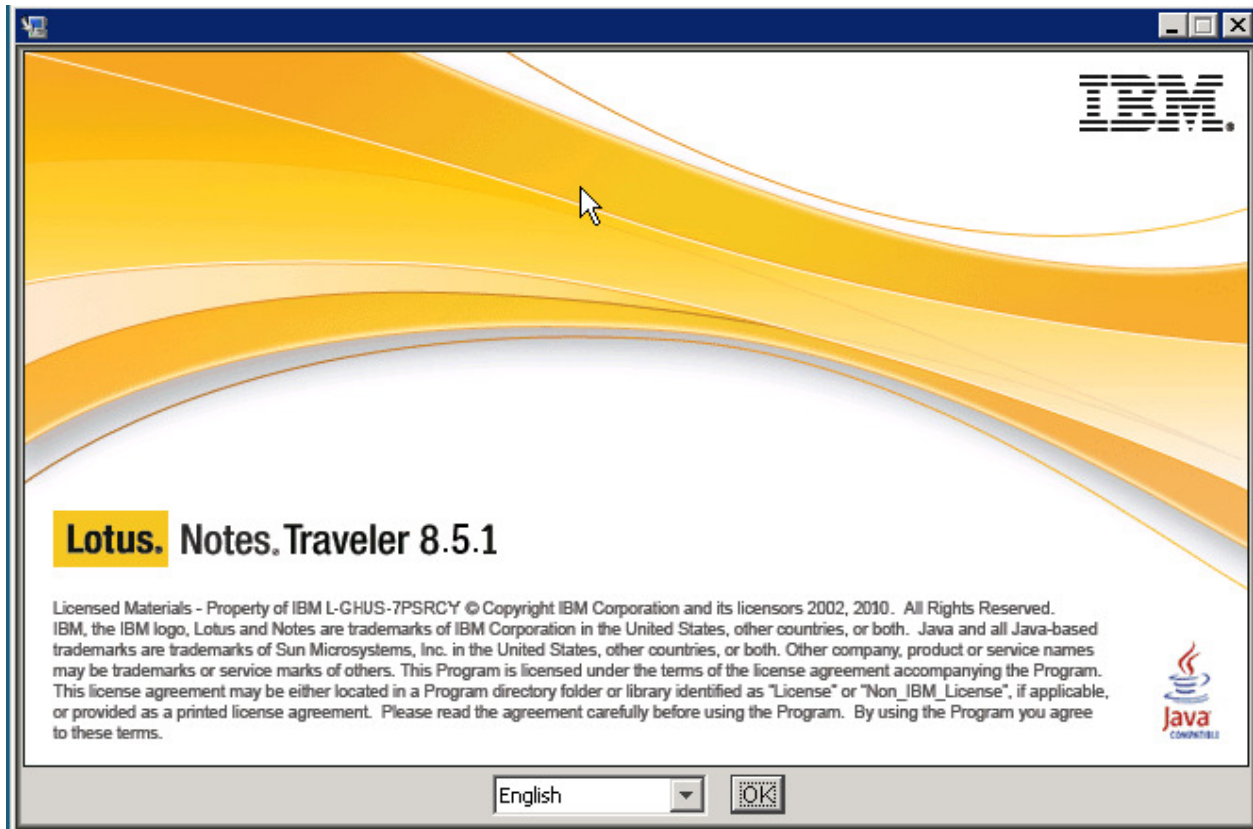 IBM®
Lotus. Notes. Traveler 8.5.1
Licensed Materials - Property of IBM L-GHUS-7PSRCY © Copyright IBM Corporation and its licensors 2002, 2010. All Rights Reserved.
IBM, the IBM logo, Lotus and Notes are trademarks of IBM Corporation in the United States, other countries, or both. Java and all Java-based
trademarks are trademarks of Sun Microsystems, Inc. in the United States, other countries, or both. Other company, product or service names
may be trademarks or service marks of others. This Program is licensed under the terms of the license agreement accompanying the Program.
This license agreement may be either located in a Program directory folder or library identified as "License" or "Non_IBM_License", if applicable,
or provided as a printed license agreement. Please read the agreement carefully before using the Program. By using the Program you agree
to these terms.
Java
COMPATIBLE
English
OK